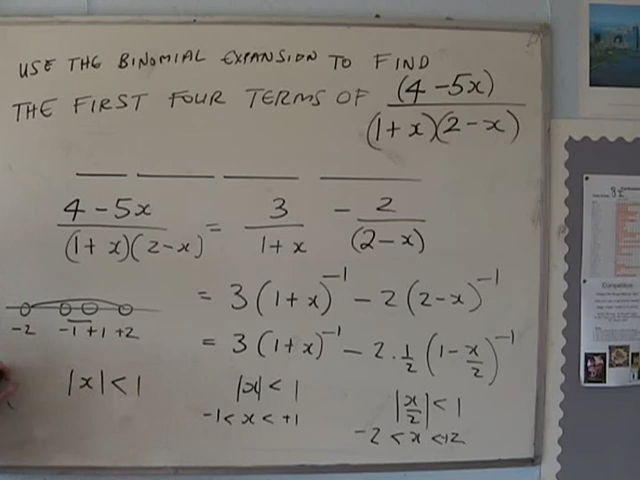 USE THE BINOMIAL EXPANSION TO FIND
THE FIRST FOUR TERMS OF (4 - 5x) / (1 + x)(2 - x)
4 - 5x / (1 + x)(2 - x) = 3 / 1 + x - 2 / (2 - x)
= 3(1 + x)^-1 - 2(2 - x)^-1
-2 -1 +1 +2
= 3(1 + x)^-1 - 2 . 1/2 (1 - x/2)^-1
|x| < 1 |x| < 1 |x/2| < 1
-1 < x < +1 -2 < x < +2
Competition